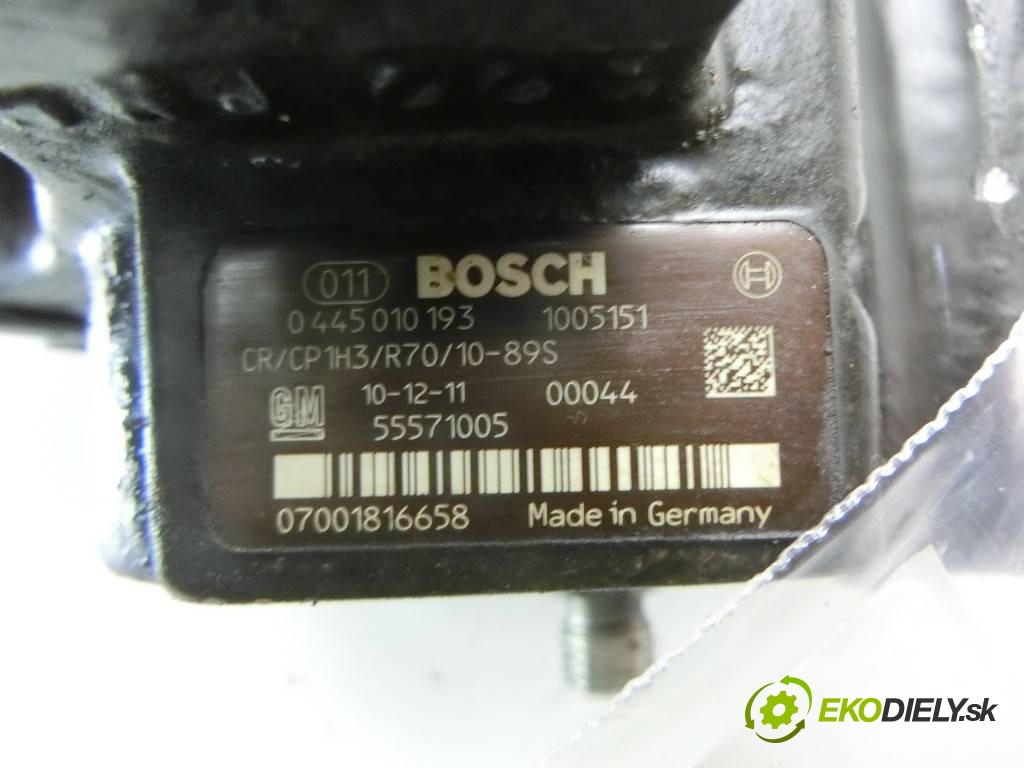 011 BOSCH
0 445 010 193 1005151
CR/CP1H3/R70/10-89S
GM 10-12-11 00044
55571005
07001816658 Made in Germany
EKODIELY.sk